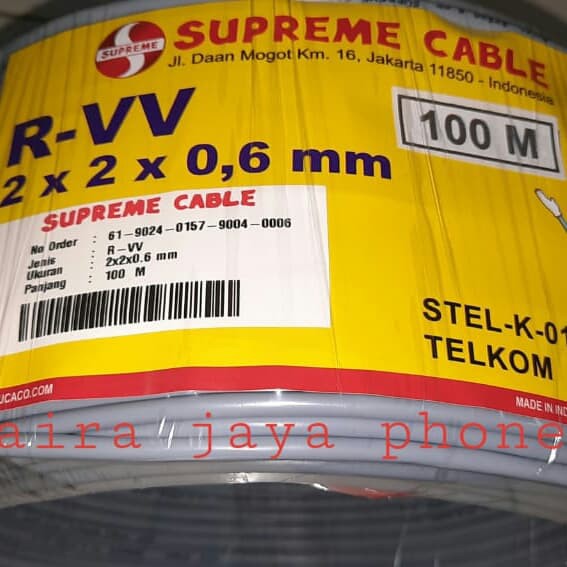 SUPREME
SUPREME CABLE
Jl. Daan Mogot Km. 16, Jakarta 11850 - Indonesia
R-VV
2 x 2 x 0,6 mm
100 M
SUPREME CABLE
No Order : 61-9024-0157-9004-0006
Jenis : R-VV
Ukuran : 2x2x0.6 mm
Panjang : 100 M
STEL-K-01
TELKOM
UCACO.COM
MADE IN IND
aira jaya phone